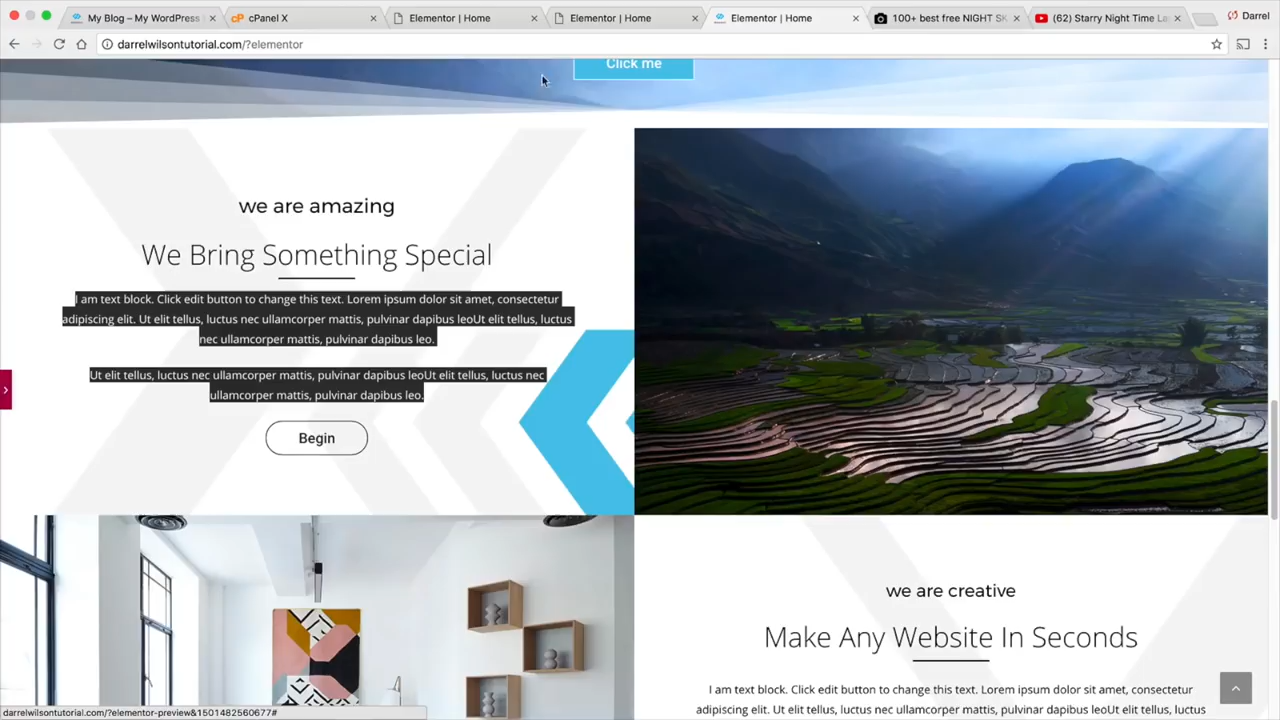 My Blog – My WordPress
cPanel X
Elementor | Home
Elementor | Home
Elementor | Home
100+ best free NIGHT SK
(62) Starry Night Time La
Darrel
darrelwilsontutorial.com/?elementor
Click me
we are amazing
We Bring Something Special
I am text block. Click edit button to change this text. Lorem ipsum dolor sit amet, consectetur
adipiscing elit. Ut elit tellus, luctus nec ullamcorper mattis, pulvinar dapibus leoUt elit tellus, luctus
nec ullamcorper mattis, pulvinar dapibus leo.
Ut elit tellus, luctus nec ullamcorper mattis, pulvinar dapibus leoUt elit tellus, luctus nec
ullamcorper mattis, pulvinar dapibus leo.
Begin
we are creative
Make Any Website In Seconds
I am text block. Click edit button to change this text. Lorem ipsum dolor sit amet, consectetur
adipiscing elit. Ut elit tellus, luctus nec ullamcorper mattis, pulvinar dapibus leoUt elit tellus, luctus
darrelwilsontutorial.com/?elementor-preview&1501482560677#